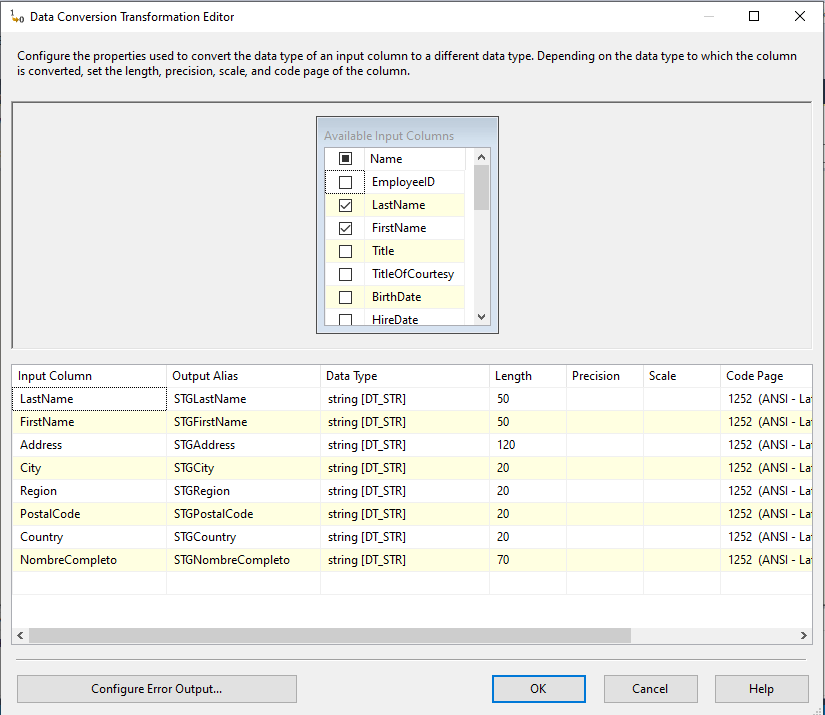 Data Conversion Transformation Editor
Configure the properties used to convert the data type of an input column to a different data type. Depending on the data type to which the column
is converted, set the length, precision, scale, and code page of the column.
Available Input Columns
Name
EmployeeID
LastName
FirstName
Title
TitleOfCourtesy
BirthDate
HireDate
Input Column Output Alias Data Type Length Precision Scale Code Page
LastName STGLastName string [DT_STR] 50 1252 (ANSI - La
FirstName STGFirstName string [DT_STR] 50 1252 (ANSI - La
Address STGAddress string [DT_STR] 120 1252 (ANSI - La
City STGCity string [DT_STR] 20 1252 (ANSI - La
Region STGRegion string [DT_STR] 20 1252 (ANSI - La
PostalCode STGPostalCode string [DT_STR] 20 1252 (ANSI - La
Country STGCountry string [DT_STR] 20 1252 (ANSI - La
NombreCompleto STGNombreCompleto string [DT_STR] 70 1252 (ANSI - La
Configure Error Output... OK Cancel Help